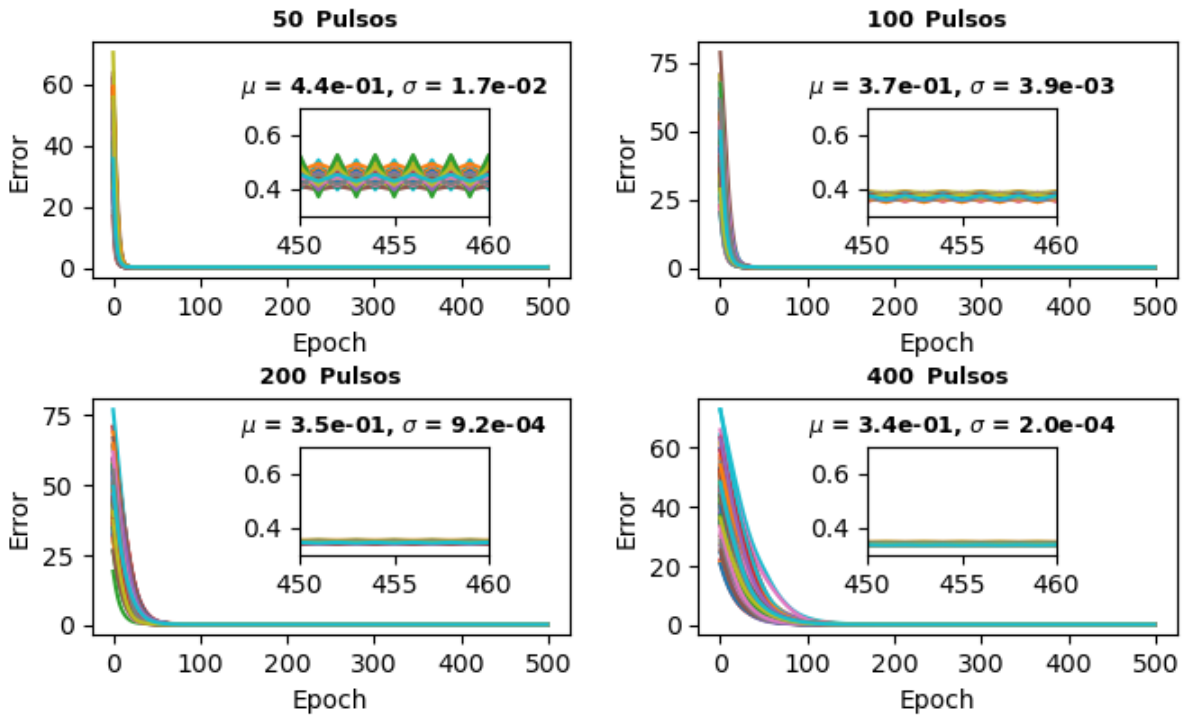 50 Pulsos
μ = 4.4e-01, σ = 1.7e-02
Error
60
40
20
0
0.6
0.4
450 455 460
0 100 200 300 400 500
Epoch
100 Pulsos
μ = 3.7e-01, σ = 3.9e-03
Error
75
50
25
0
0.6
0.4
450 455 460
0 100 200 300 400 500
Epoch
200 Pulsos
μ = 3.5e-01, σ = 9.2e-04
Error
75
50
25
0
0.6
0.4
450 455 460
0 100 200 300 400 500
Epoch
400 Pulsos
μ = 3.4e-01, σ = 2.0e-04
Error
60
40
20
0
0.6
0.4
450 455 460
0 100 200 300 400 500
Epoch